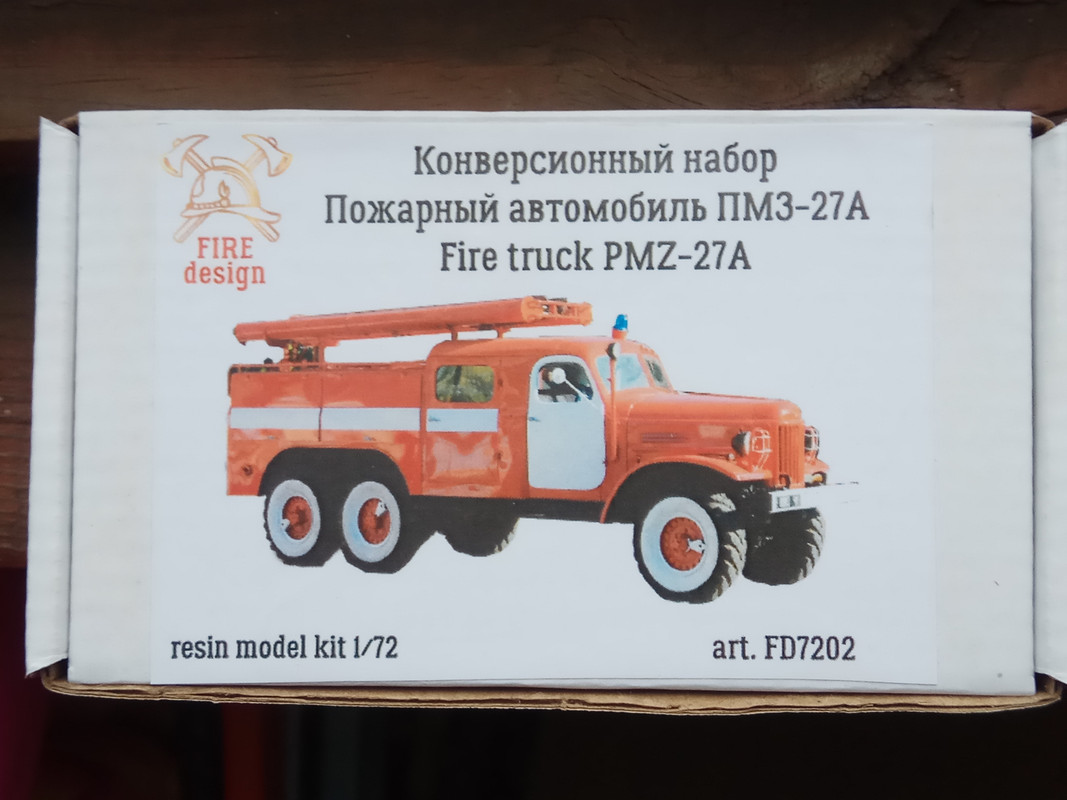 Конверсионный набор
Пожарный автомобиль ПМЗ-27А
Fire truck PMZ-27A
FIRE
design
resin model kit 1/72
art. FD7202